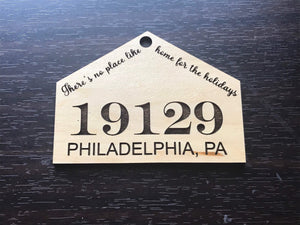 There's no place like home for the holidays
19129
PHILADELPHIA, PA